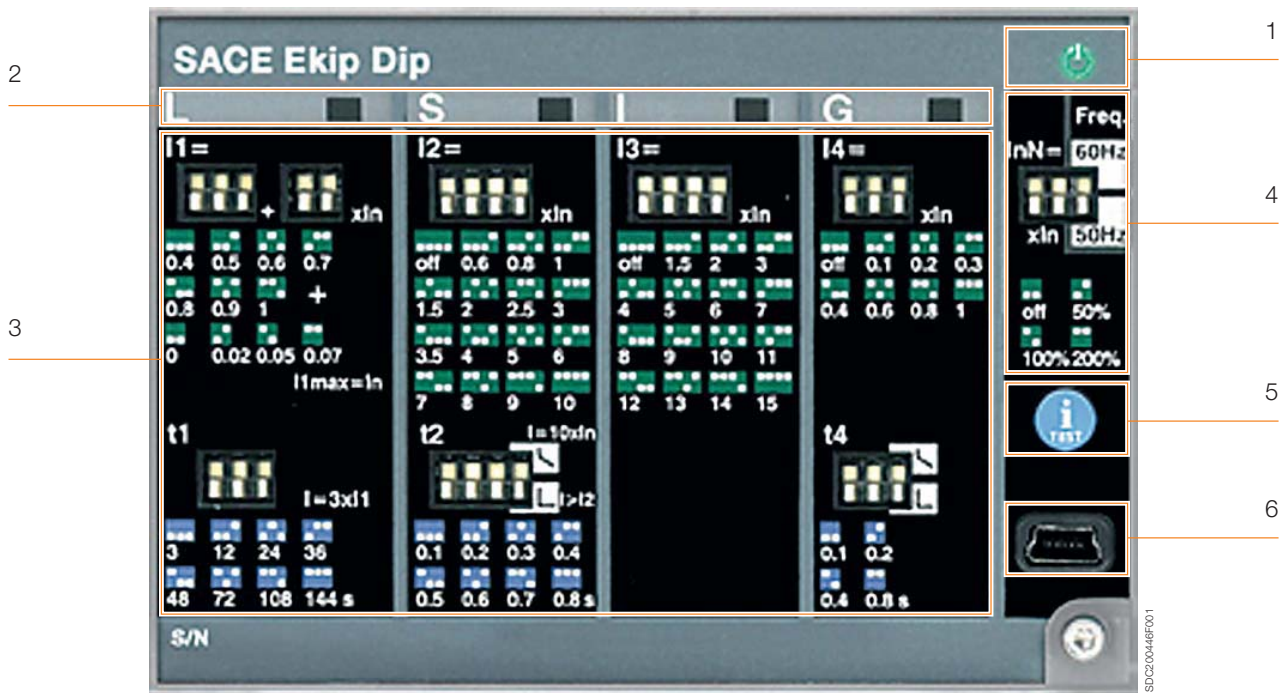 1
2
SACE Ekip Dip
L S I G
Freq.
I1= I2= I3= I4= InN= 60Hz
+ xIn xIn xIn xIn
xIn 50Hz
0.4 0.5 0.6 0.7 off 0.6 0.8 1 off 1.5 2 3 off 0.1 0.2 0.3
4
+
0.8 0.9 1 1.5 2 2.5 3 4 5 6 7 0.4 0.6 0.8 1 off 50%
3
0 0.02 0.05 0.07 3.5 4 5 6 8 9 10 11 100% 200%
I1max=In
7 8 9 10 12 13 14 15
5
i
TEST
t1 t2 I=10xIn t4
I=3xI1 I>I2
6
3 12 24 36 0.1 0.2 0.3 0.4 0.1 0.2
48 72 108 144 s 0.5 0.6 0.7 0.8 s 0.4 0.8 s
S/N
SDC200446F001